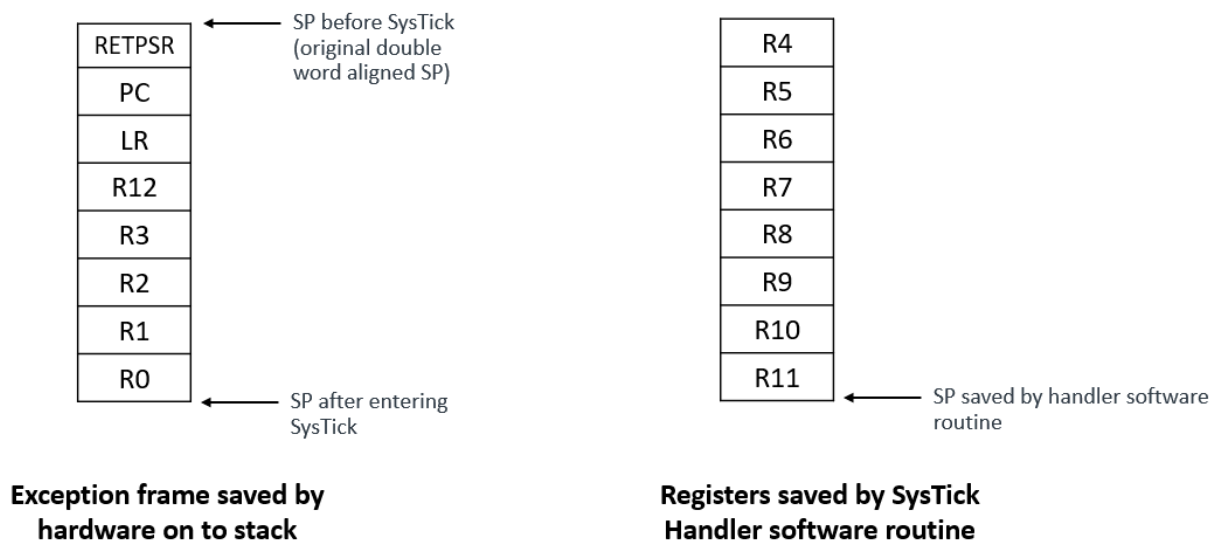 RETPSR
PC
LR
R12
R3
R2
R1
R0
SP before SysTick
(original double
word aligned SP)
SP after entering
SysTick
Exception frame saved by
hardware on to stack
R4
R5
R6
R7
R8
R9
R10
R11
SP saved by handler software
routine
Registers saved by SysTick
Handler software routine